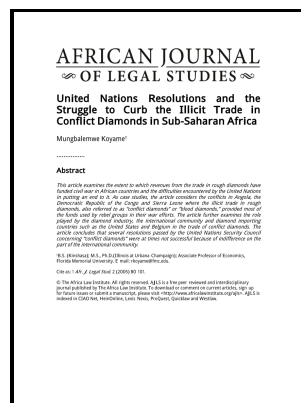 AFRICAN JOURNAL
OF LEGAL STUDIES
United Nations Resolutions and the
Struggle to Curb the Illicit Trade in
Conflict Diamonds in Sub-Saharan Africa
Mungbalemwe Koyame¹
--------------
Abstract
This article examines the extent to which revenues from the trade in rough diamonds have
funded civil war in African countries and the difficulties encountered by the United Nations
in putting an end to it. As case studies, the article considers the conflicts in Angola, the
Democratic Republic of the Congo and Sierra Leone where the illicit trade in rough
diamonds, also referred to as "conflict diamonds" or "blood diamonds," provided most of
the funds used by rebel groups in their war efforts. The article further examines the role
played by the diamond industry, the international community and diamond importing
countries such as the United States and Belgium in the trade of conflict diamonds. The
article concludes that several resolutions passed by the United Nations Security Council
concerning "conflict diamonds" were at times not successful because of indifference on the
part of the international community.
¹B.S. (Kinshasa); M.S., Ph.D.(Illinois at Urbana Champaign); Associate Professor of Economics,
Florida Memorial University. E mail: rkoyame@fmc.edu.
Cite as: 1 Afr. J. Legal Stud. 2 (2005) 80 101.
© The Africa Law Institute. All rights reserved. AJLS is a free peer reviewed and interdisciplinary
journal published by The Africa Law Institute. To download or comment on current articles, sign up
for future issues or submit a manuscript, please visit <http://www.africalawinstitute.org/ajls>. AJLS is
indexed in CIAO Net, HeinOnline, Lexis Nexis, ProQuest, Quicklaw and Westlaw.